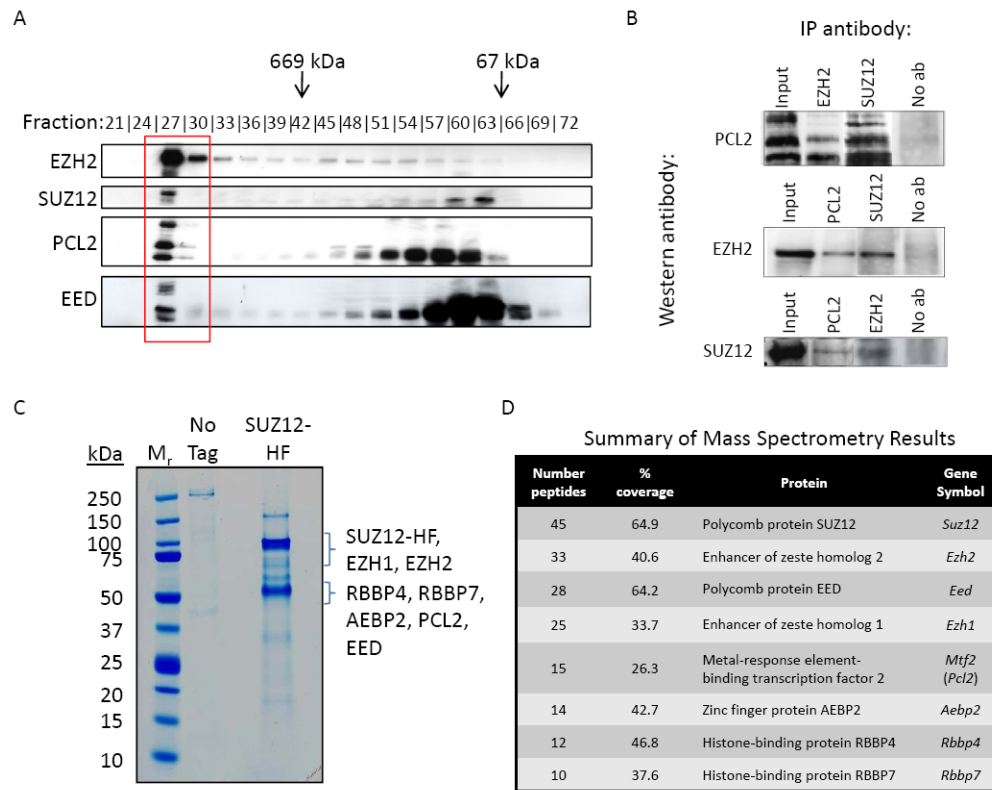 A
669 kDa
67 kDa
Fraction:21|24|27|30|33|36|39|42|45|48|51|54|57|60|63|66|69|72
EZH2
SUZ12
PCL2
EED
B
IP antibody:
Western antibody:
Input
EZH2
SUZ12
No ab
PCL2
Input
PCL2
SUZ12
No ab
EZH2
Input
PCL2
EZH2
No ab
SUZ12
C
No
Tag
SUZ12-
HF
kDa
Mr
250
150
100
75
50
37
25
20
15
10
SUZ12-HF,
EZH1, EZH2
RBBP4, RBBP7,
AEBP2, PCL2,
EED
D
Summary of Mass Spectrometry Results
Number peptides | % coverage | Protein | Gene Symbol
45 64.9 Polycomb protein SUZ12 Suz12
33 40.6 Enhancer of zeste homolog 2 Ezh2
28 64.2 Polycomb protein EED Eed
25 33.7 Enhancer of zeste homolog 1 Ezh1
15 26.3 Metal-response element-binding transcription factor 2 Mtf2 (Pcl2)
14 42.7 Zinc finger protein AEBP2 Aebp2
12 46.8 Histone-binding protein RBBP4 Rbbp4
10 37.6 Histone-binding protein RBBP7 Rbbp7